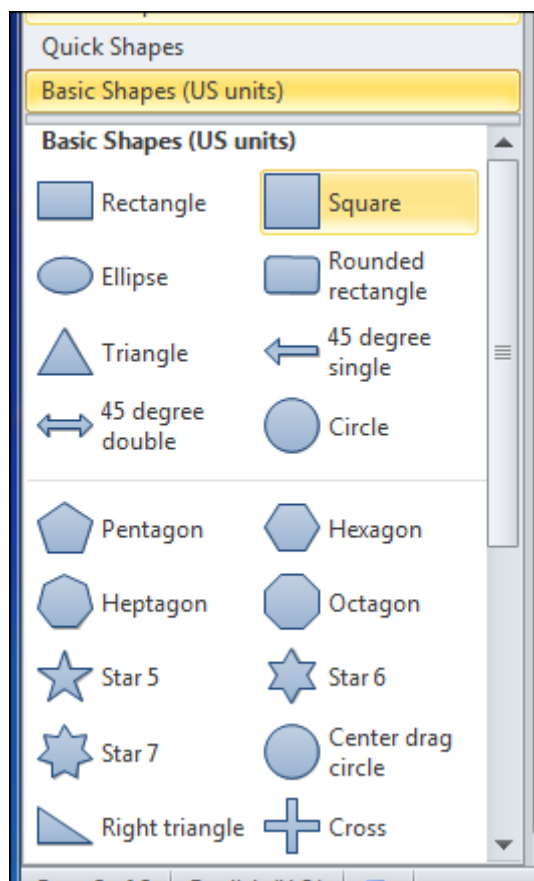 Quick Shapes
Basic Shapes (US units)
Basic Shapes (US units)
Rectangle
Square
Ellipse
Rounded
rectangle
Triangle
45 degree
single
45 degree
double
Circle
Pentagon
Hexagon
Heptagon
Octagon
Star 5
Star 6
Star 7
Center drag
circle
Right triangle
Cross